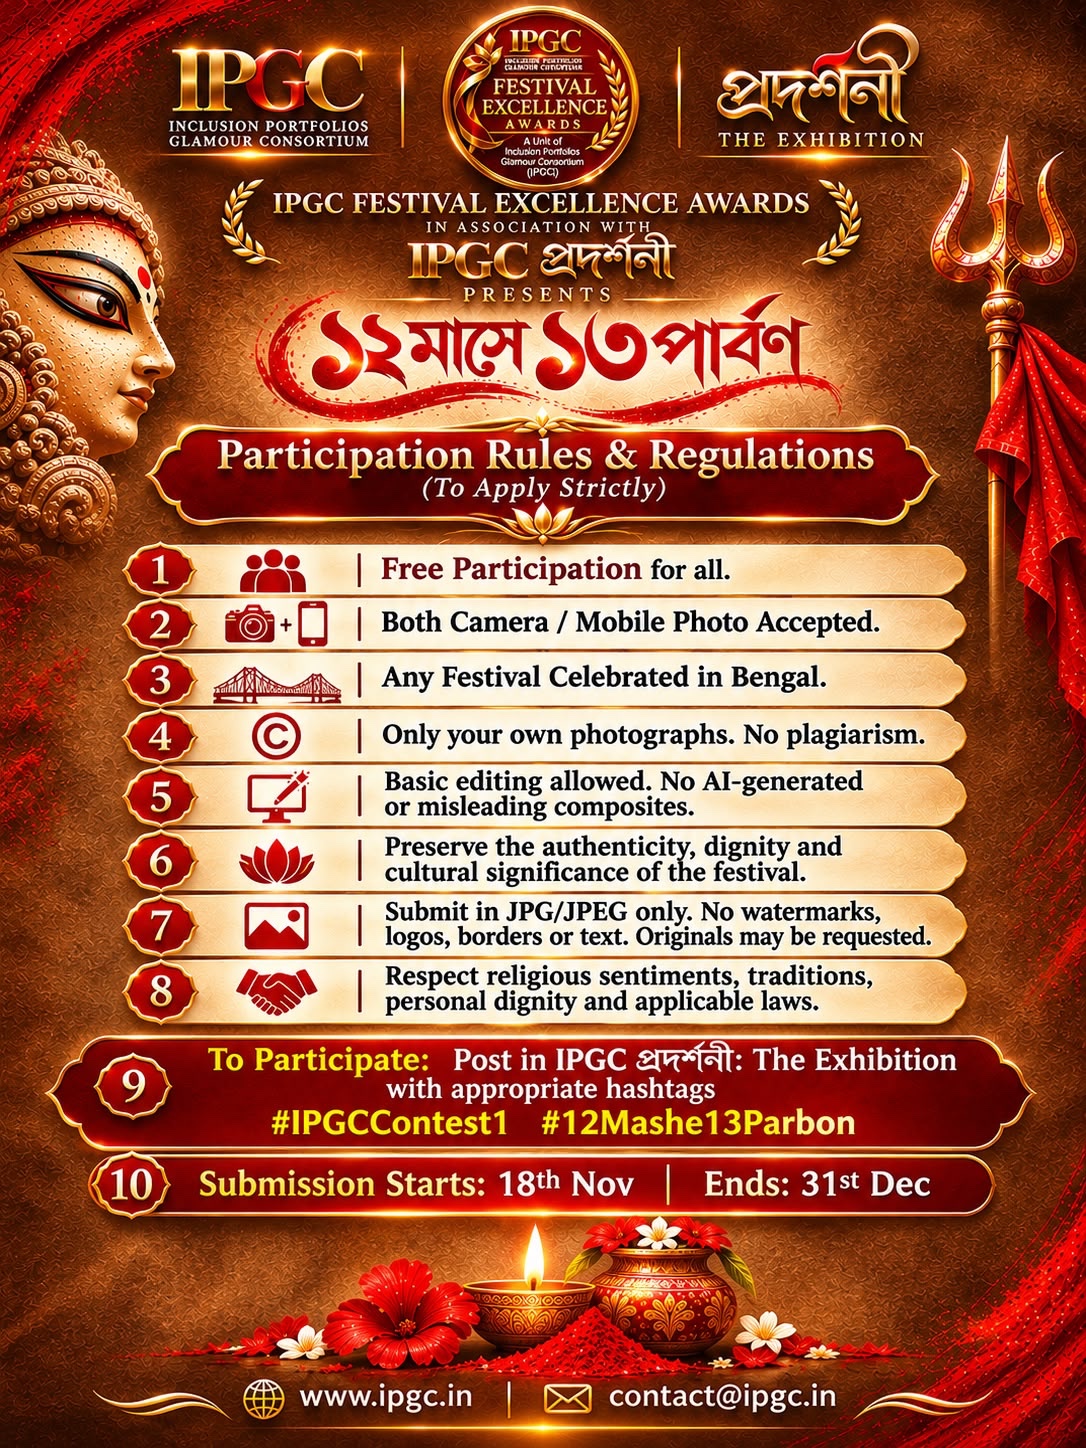 IPGC
INCLUSION PORTFOLIOS
GLAMOUR CONSORTIUM
IPGC
INCLUSION PORTFOLIOS
GLAMOUR CONSORTIUM
FESTIVAL
EXCELLENCE
AWARDS
A Unit of
Inclusion Portfolios
Glamour Consortium
(IPGC)
প্রদর্শনী
THE EXHIBITION
IPGC FESTIVAL EXCELLENCE AWARDS
IN ASSOCIATION WITH
IPGC প্রদর্শনী
PRESENTS
১২ মাসে ১৩ পার্বণ
Participation Rules & Regulations
(To Apply Strictly)
1 Free Participation for all.
2 Both Camera / Mobile Photo Accepted.
3 Any Festival Celebrated in Bengal.
4 Only your own photographs. No plagiarism.
5 Basic editing allowed. No AI-generated
or misleading composites.
6 Preserve the authenticity, dignity and
cultural significance of the festival.
7 Submit in JPG/JPEG only. No watermarks,
logos, borders or text. Originals may be requested.
8 Respect religious sentiments, traditions,
personal dignity and applicable laws.
9 To Participate: Post in IPGC প্রদর্শনী: The Exhibition
with appropriate hashtags
#IPGCContest1 #12Mashe13Parbon
10 Submission Starts: 18th Nov | Ends: 31st Dec
www.ipgc.in | contact@ipgc.in